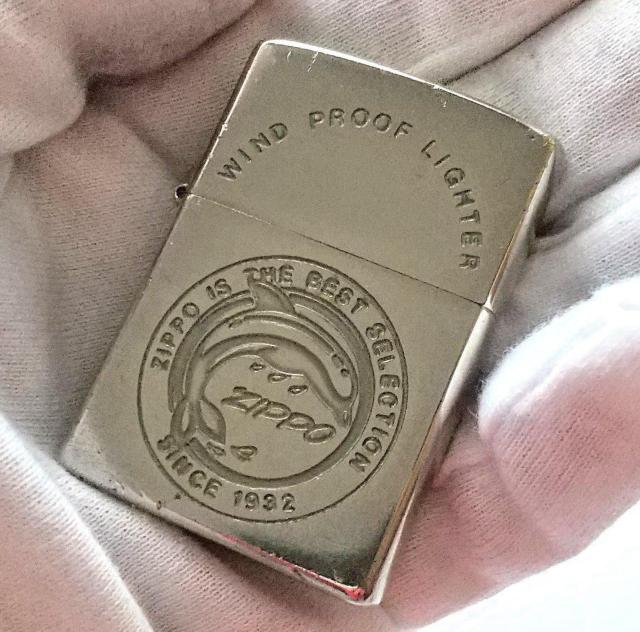 WIND PROOF LIGHTER
ZIPPO IS THE BEST SELECTION
ZIPPO
SINCE 1932